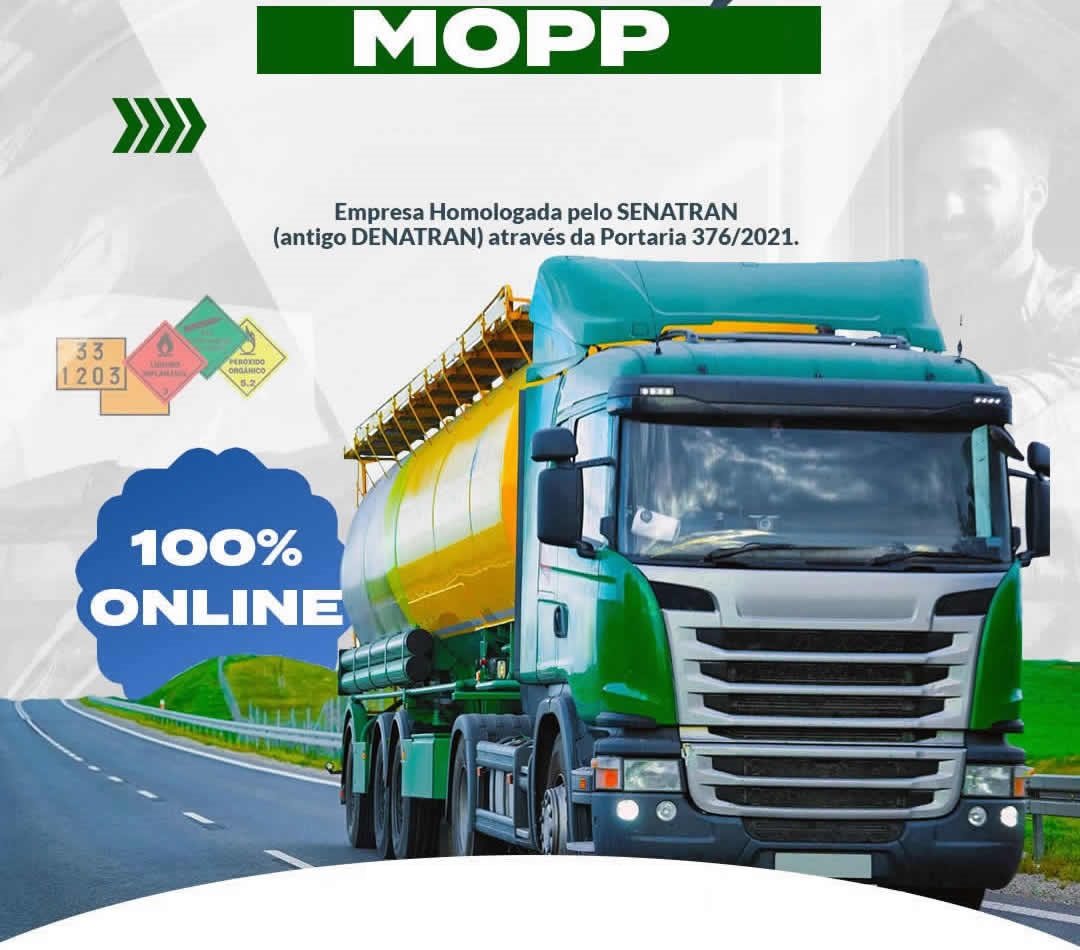 MOPP
Empresa Homologada pelo SENATRAN
(antigo DENATRAN) através da Portaria 376/2021.
33
1203
LÍQUIDO
INFLAMÁVEL
3
PERÓXIDO
ORGÂNICO
5.2
100%
ONLINE